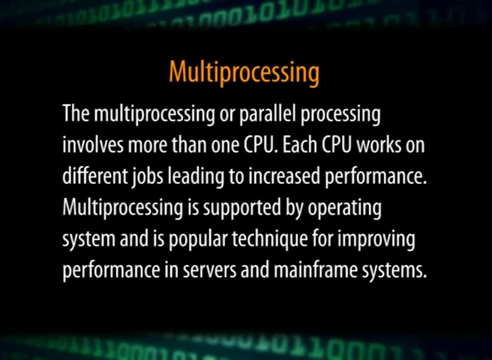 Multiprocessing
The multiprocessing or parallel processing
involves more than one CPU. Each CPU works on
different jobs leading to increased performance.
Multiprocessing is supported by operating
system and is popular technique for improving
performance in servers and mainframe systems.